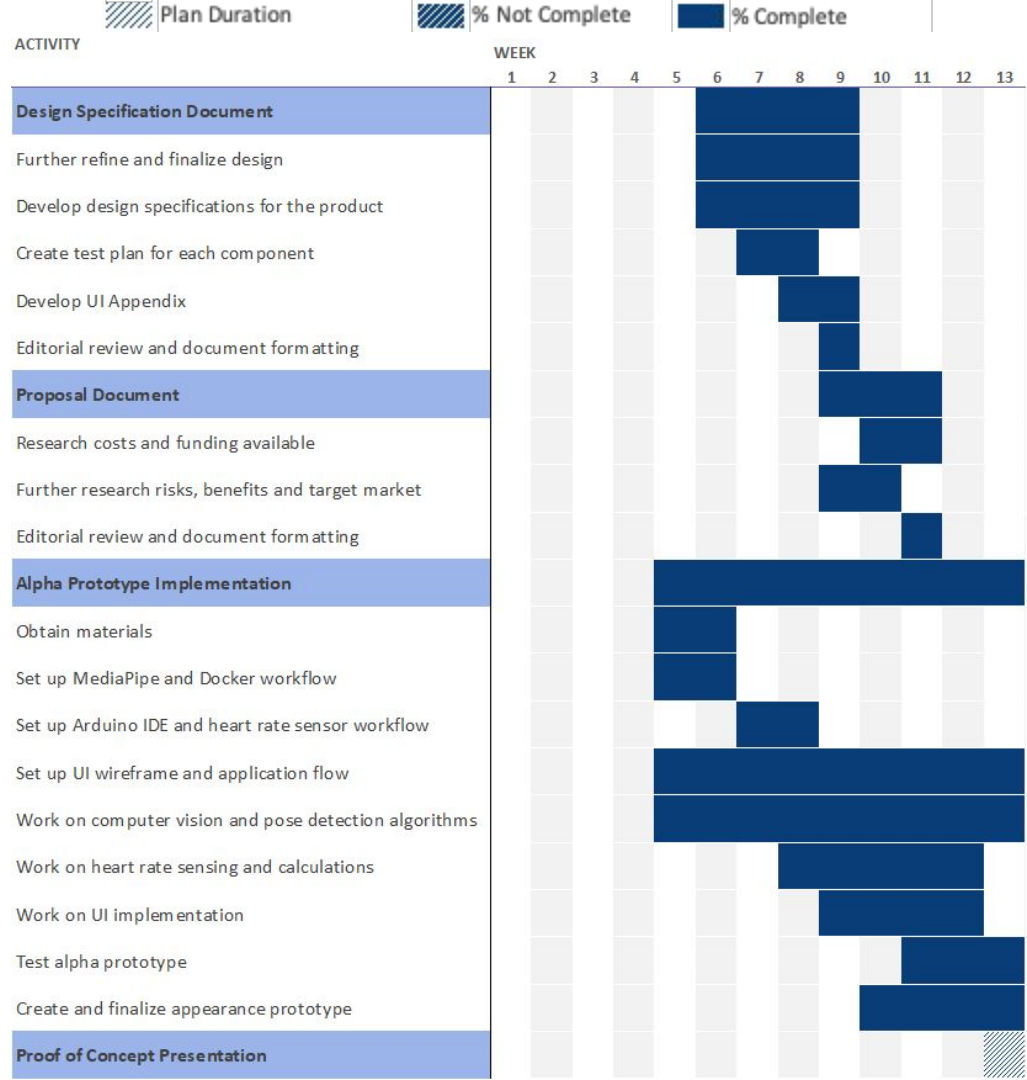 Plan Duration % Not Complete % Complete
ACTIVITY
WEEK
1 2 3 4 5 6 7 8 9 10 11 12 13
Design Specification Document
Further refine and finalize design
Develop design specifications for the product
Create test plan for each component
Develop UI Appendix
Editorial review and document formatting
Proposal Document
Research costs and funding available
Further research risks, benefits and target market
Editorial review and document formatting
Alpha Prototype Implementation
Obtain materials
Set up MediaPipe and Docker workflow
Set up Arduino IDE and heart rate sensor workflow
Set up UI wireframe and application flow
Work on computer vision and pose detection algorithms
Work on heart rate sensing and calculations
Work on UI implementation
Test alpha prototype
Create and finalize appearance prototype
Proof of Concept Presentation